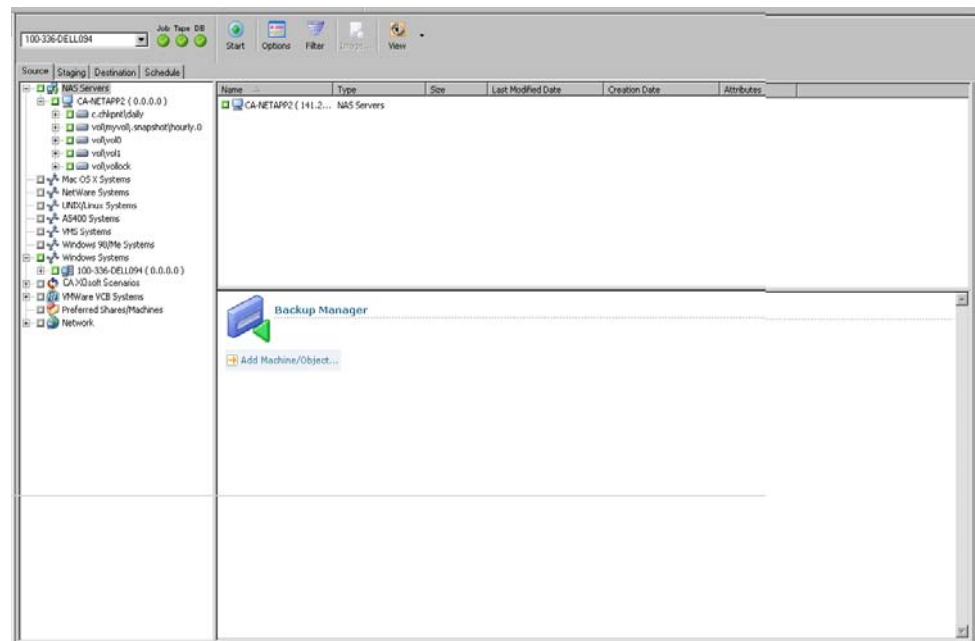 Job Tape DB
100-336-DELL094
Start Options Filter Image... View
Source Staging Destination Schedule
NAS Servers
CA-NETAPP2 ( 0.0.0.0 )
c.chkpnt\daily
vol\myvol\.snapshot\hourly.0
vol\vol0
vol\vol1
vol\vollock
Mac OS X Systems
NetWare Systems
UNIX/Linux Systems
AS400 Systems
VMS Systems
Windows 98/Me Systems
Windows Systems
100-336-DELL094 ( 0.0.0.0 )
CA XOsoft Scenarios
VMWare VCB Systems
Preferred Shares/Machines
Network
Name Type Size Last Modified Date Creation Date Attributes
CA-NETAPP2 ( 141.2... NAS Servers
Backup Manager
Add Machine/Object...